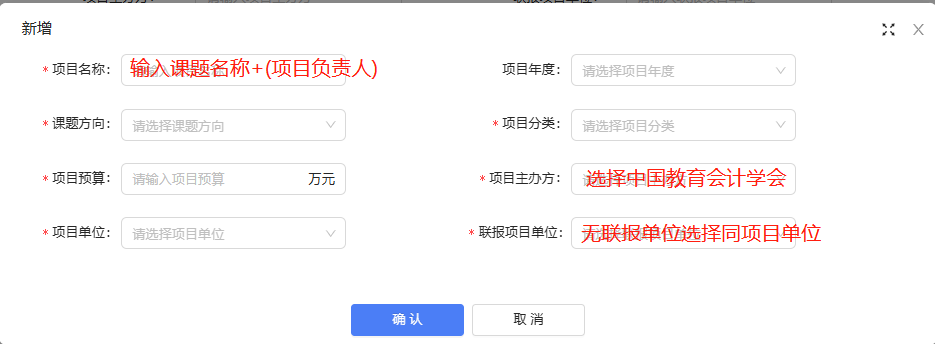 新增
* 项目名称: 输入课题名称+(项目负责人) 项目年度: 请选择项目年度
* 课题方向: 请选择课题方向 * 项目分类: 请选择项目分类
* 项目预算: 请输入项目预算 万元 * 项目主办方: 选择中国教育会计学会
* 项目单位: 请选择项目单位 * 联报项目单位: 无联报单位选择同项目单位
确 认 取 消